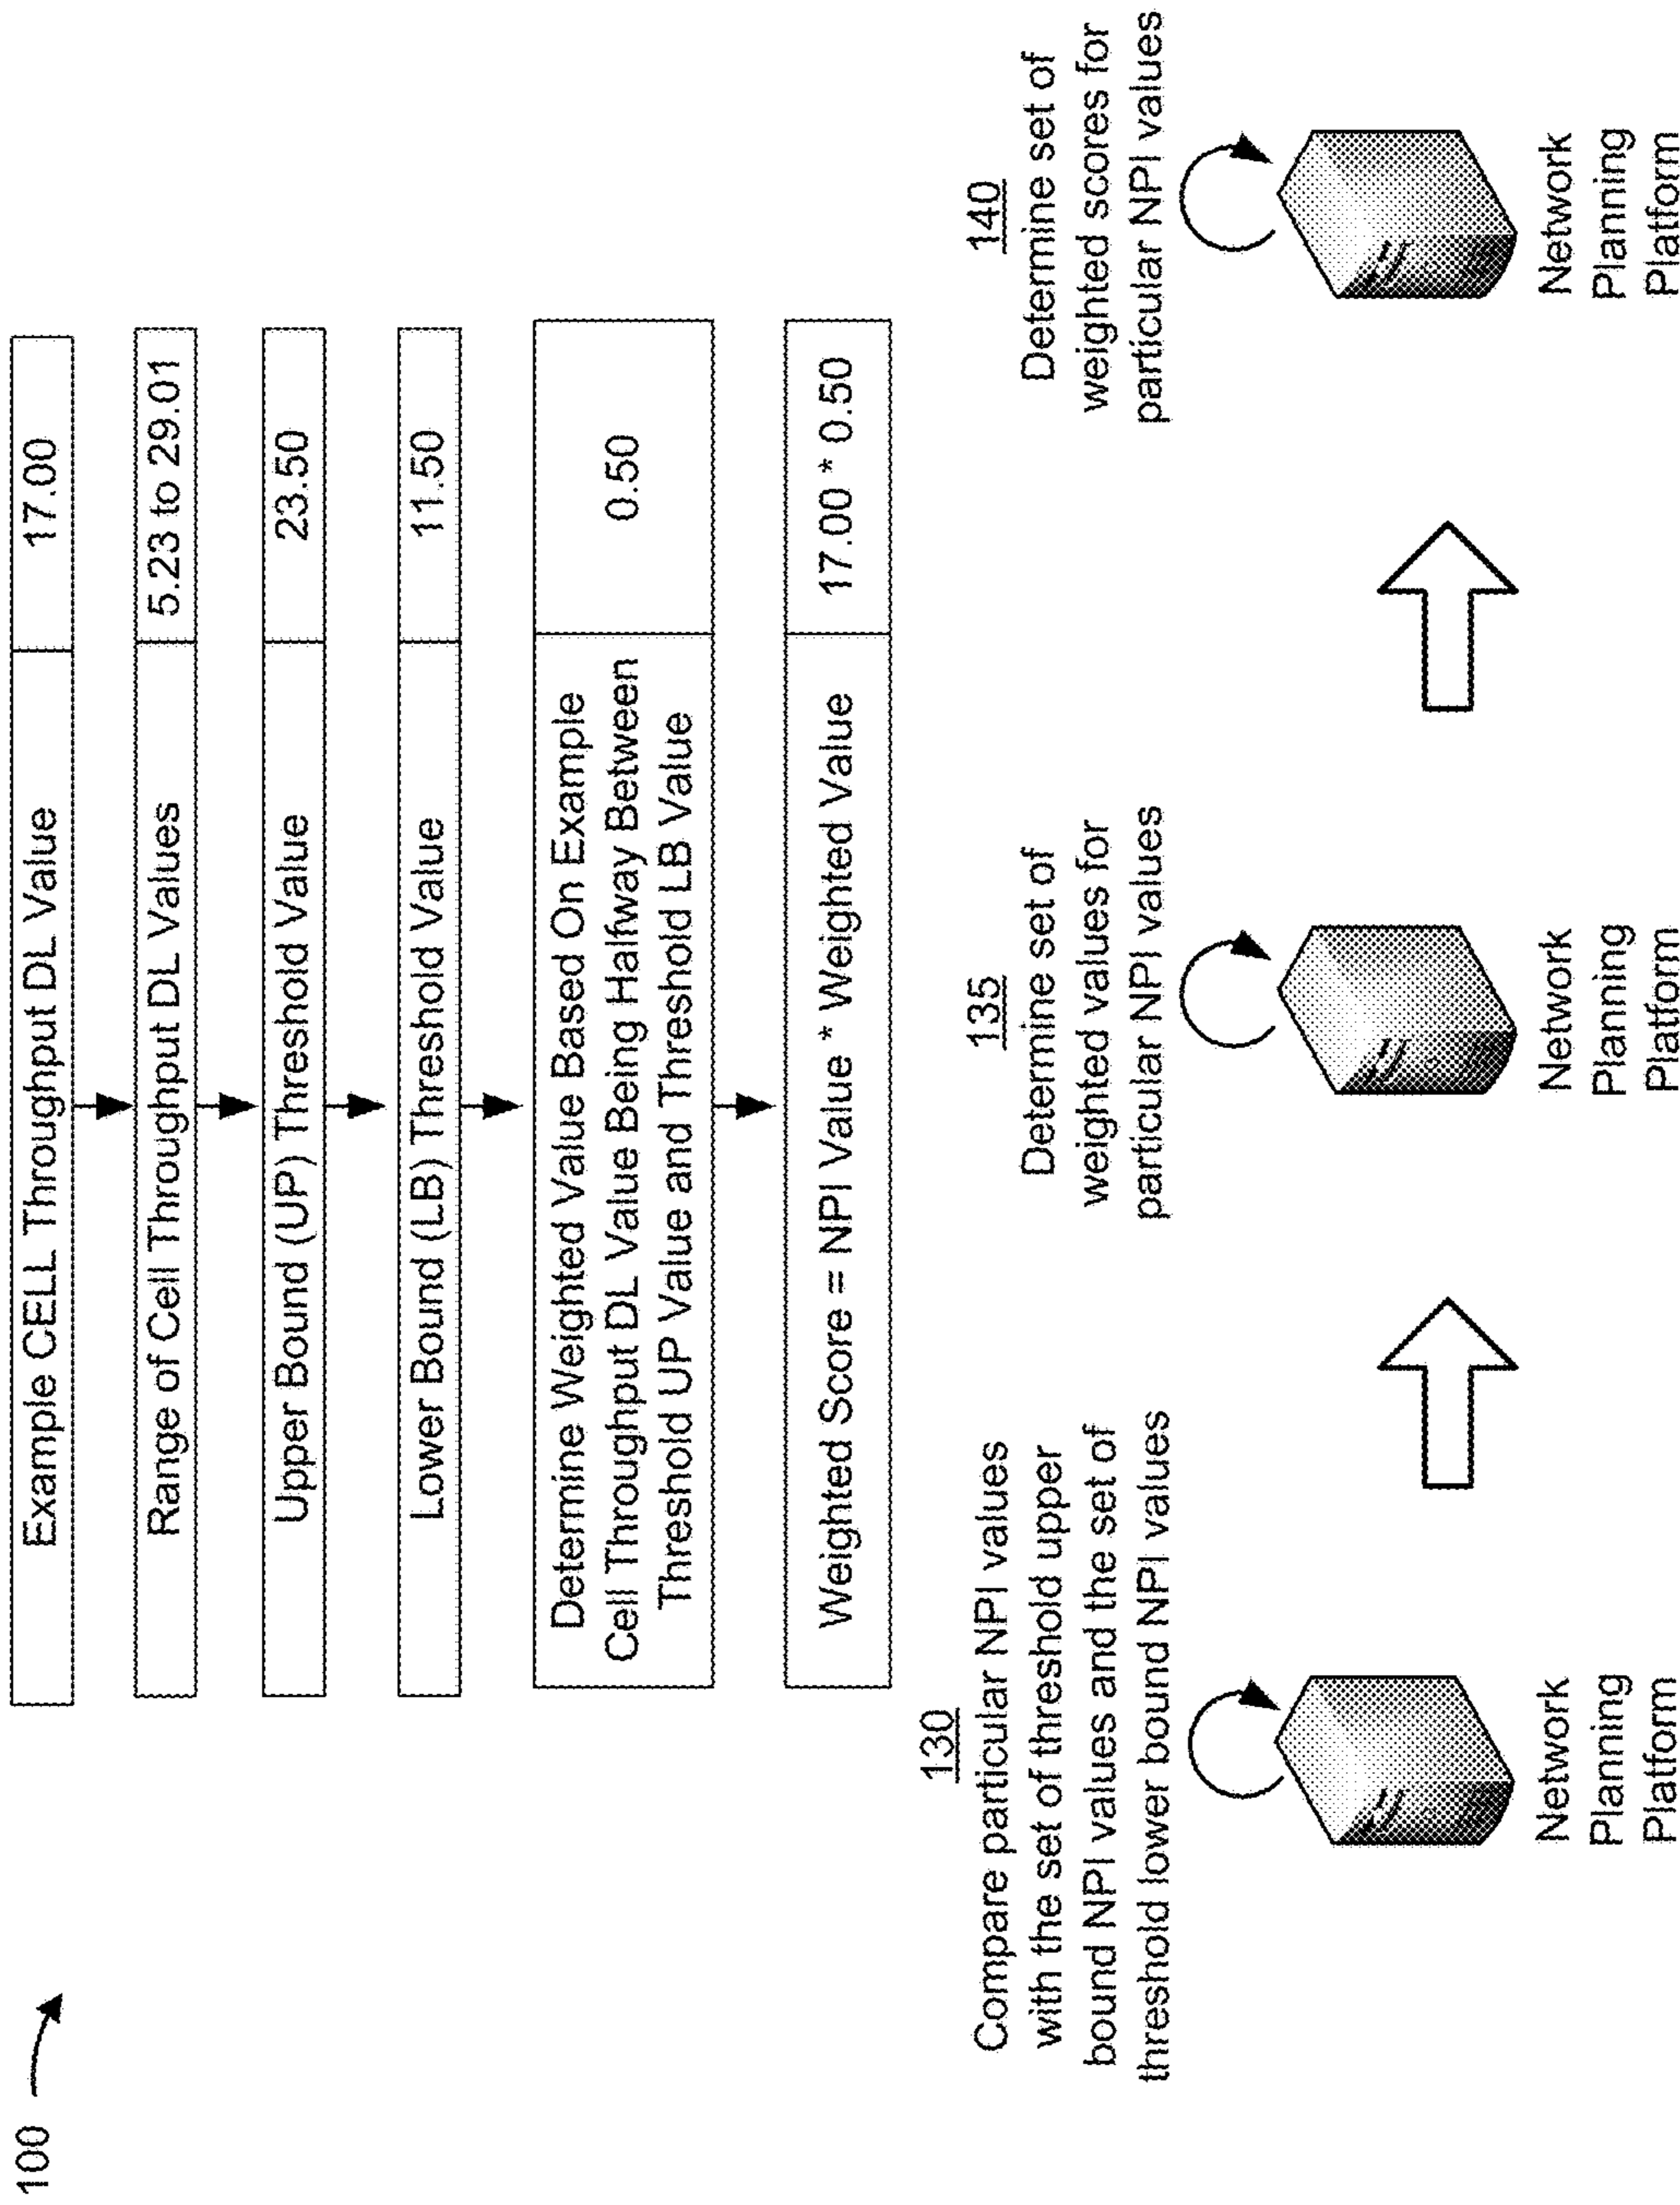 100
Example CELL Throughput DL Value
17.00
Range of Cell Throughput DL Values
5.23 to 29.01
Upper Bound (UP) Threshold Value
23.50
Lower Bound (LB) Threshold Value
11.50
Determine Weighted Value Based On Example
Cell Throughput DL Value Being Halfway Between
Threshold UP Value and Threshold LB Value
0.50
Weighted Score = NPI Value * Weighted Value
17.00 * 0.50
130
Compare particular NPI values
with the set of threshold upper
bound NPI values and the set of
threshold lower bound NPI values
Network
Planning
Platform
135
Determine set of
weighted values for
particular NPI values
Network
Planning
Platform
140
Determine set of
weighted scores for
particular NPI values
Network
Planning
Platform